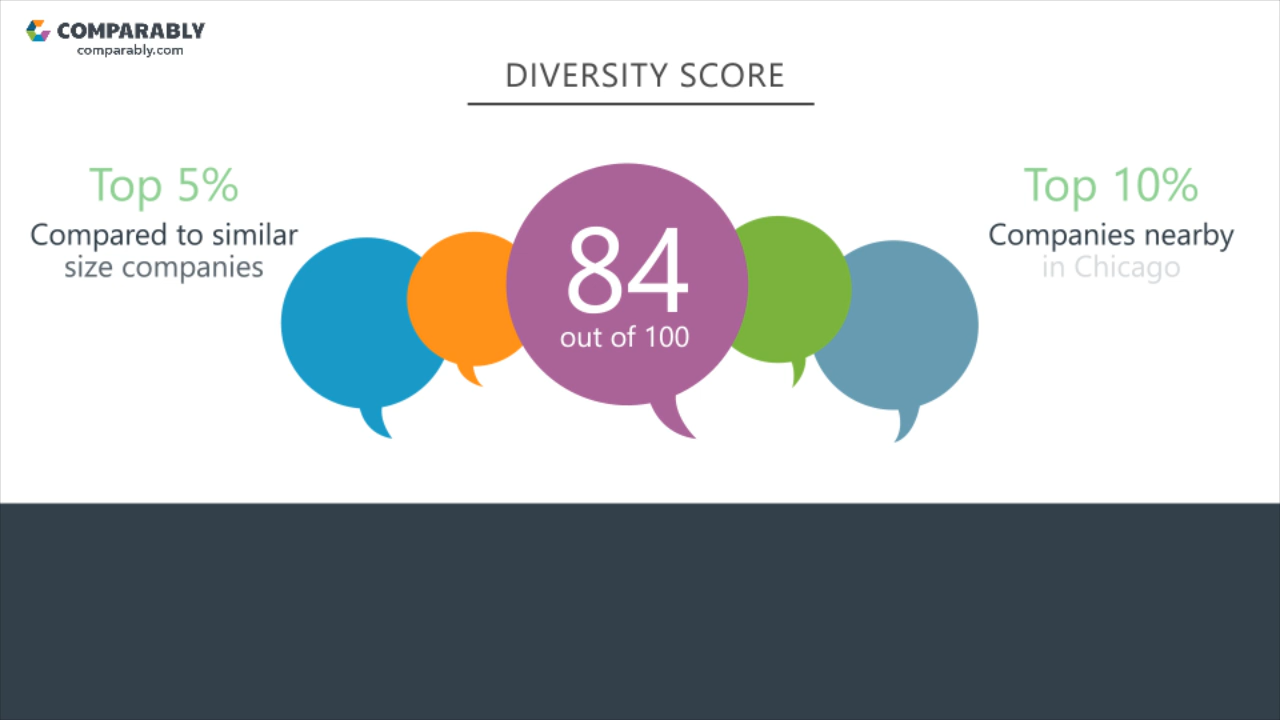 COMPARABLY
comparably.com
DIVERSITY SCORE
Top 5%
Compared to similar
size companies
84
out of 100
Top 10%
Companies nearby
in Chicago